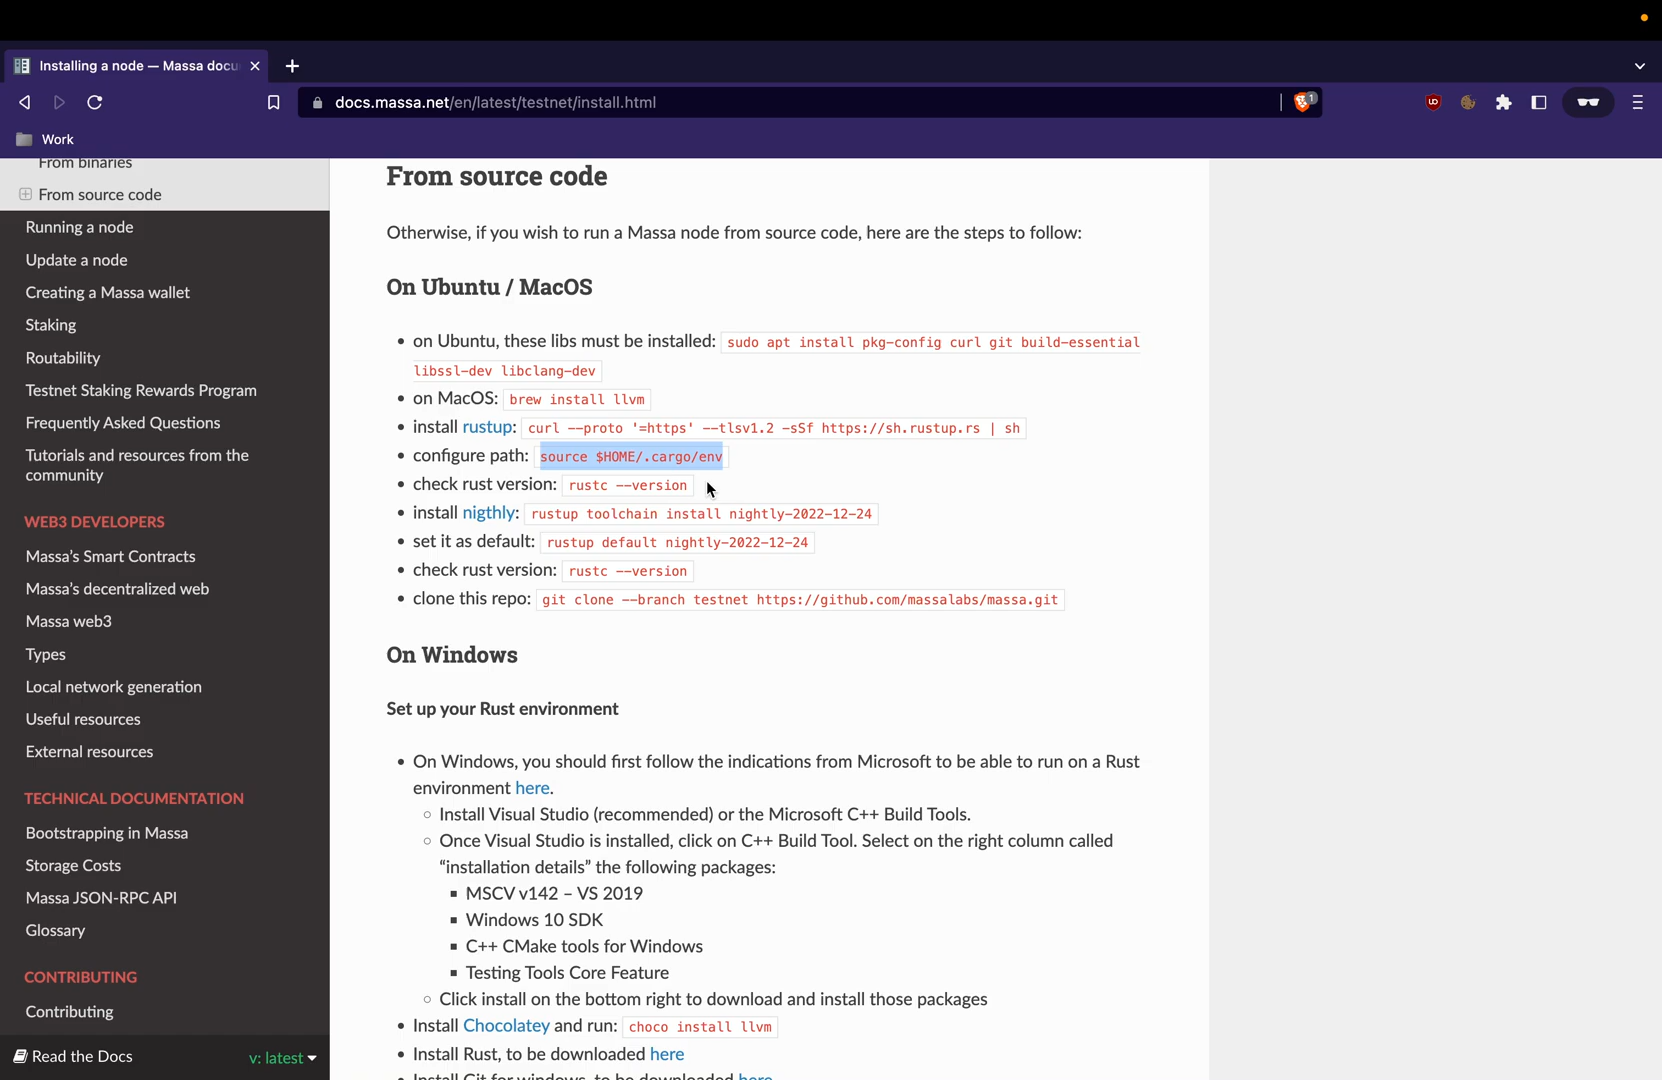 Installing a node — Massa docu
docs.massa.net/en/latest/testnet/install.html
1
Work
From binaries
From source code
Running a node
Update a node
Creating a Massa wallet
Staking
Routability
Testnet Staking Rewards Program
Frequently Asked Questions
Tutorials and resources from the
community
WEB3 DEVELOPERS
Massa's Smart Contracts
Massa's decentralized web
Massa web3
Types
Local network generation
Useful resources
External resources
TECHNICAL DOCUMENTATION
Bootstrapping in Massa
Storage Costs
Massa JSON-RPC API
Glossary
CONTRIBUTING
Contributing
Read the Docs
v: latest
From source code
Otherwise, if you wish to run a Massa node from source code, here are the steps to follow:
On Ubuntu / MacOS
• on Ubuntu, these libs must be installed: sudo apt install pkg-config curl git build-essential
libssl-dev libclang-dev
• on MacOS: brew install llvm
• install rustup: curl --proto '=https' --tlsv1.2 -sSf https://sh.rustup.rs | sh
• configure path: source $HOME/.cargo/env
• check rust version: rustc --version
• install nigthly: rustup toolchain install nightly-2022-12-24
• set it as default: rustup default nightly-2022-12-24
• check rust version: rustc --version
• clone this repo: git clone --branch testnet https://github.com/massalabs/massa.git
On Windows
Set up your Rust environment
• On Windows, you should first follow the indications from Microsoft to be able to run on a Rust
environment here.
○ Install Visual Studio (recommended) or the Microsoft C++ Build Tools.
○ Once Visual Studio is installed, click on C++ Build Tool. Select on the right column called
“installation details” the following packages:
▪ MSCV v142 – VS 2019
▪ Windows 10 SDK
▪ C++ CMake tools for Windows
▪ Testing Tools Core Feature
○ Click install on the bottom right to download and install those packages
• Install Chocolatey and run: choco install llvm
• Install Rust, to be downloaded here
• Install Git for windows, to be downloaded here